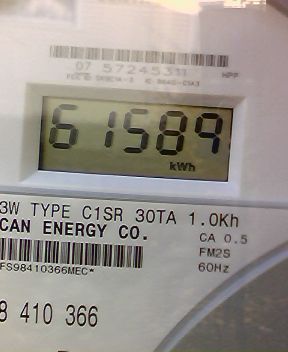 07 57245311 HPP
61589
kWh
3W TYPE C1SR 30TA 1.0Kh
CAN ENERGY CO. CA 0.5
FM2S
FS98410366MEC* 60Hz
8 410 366